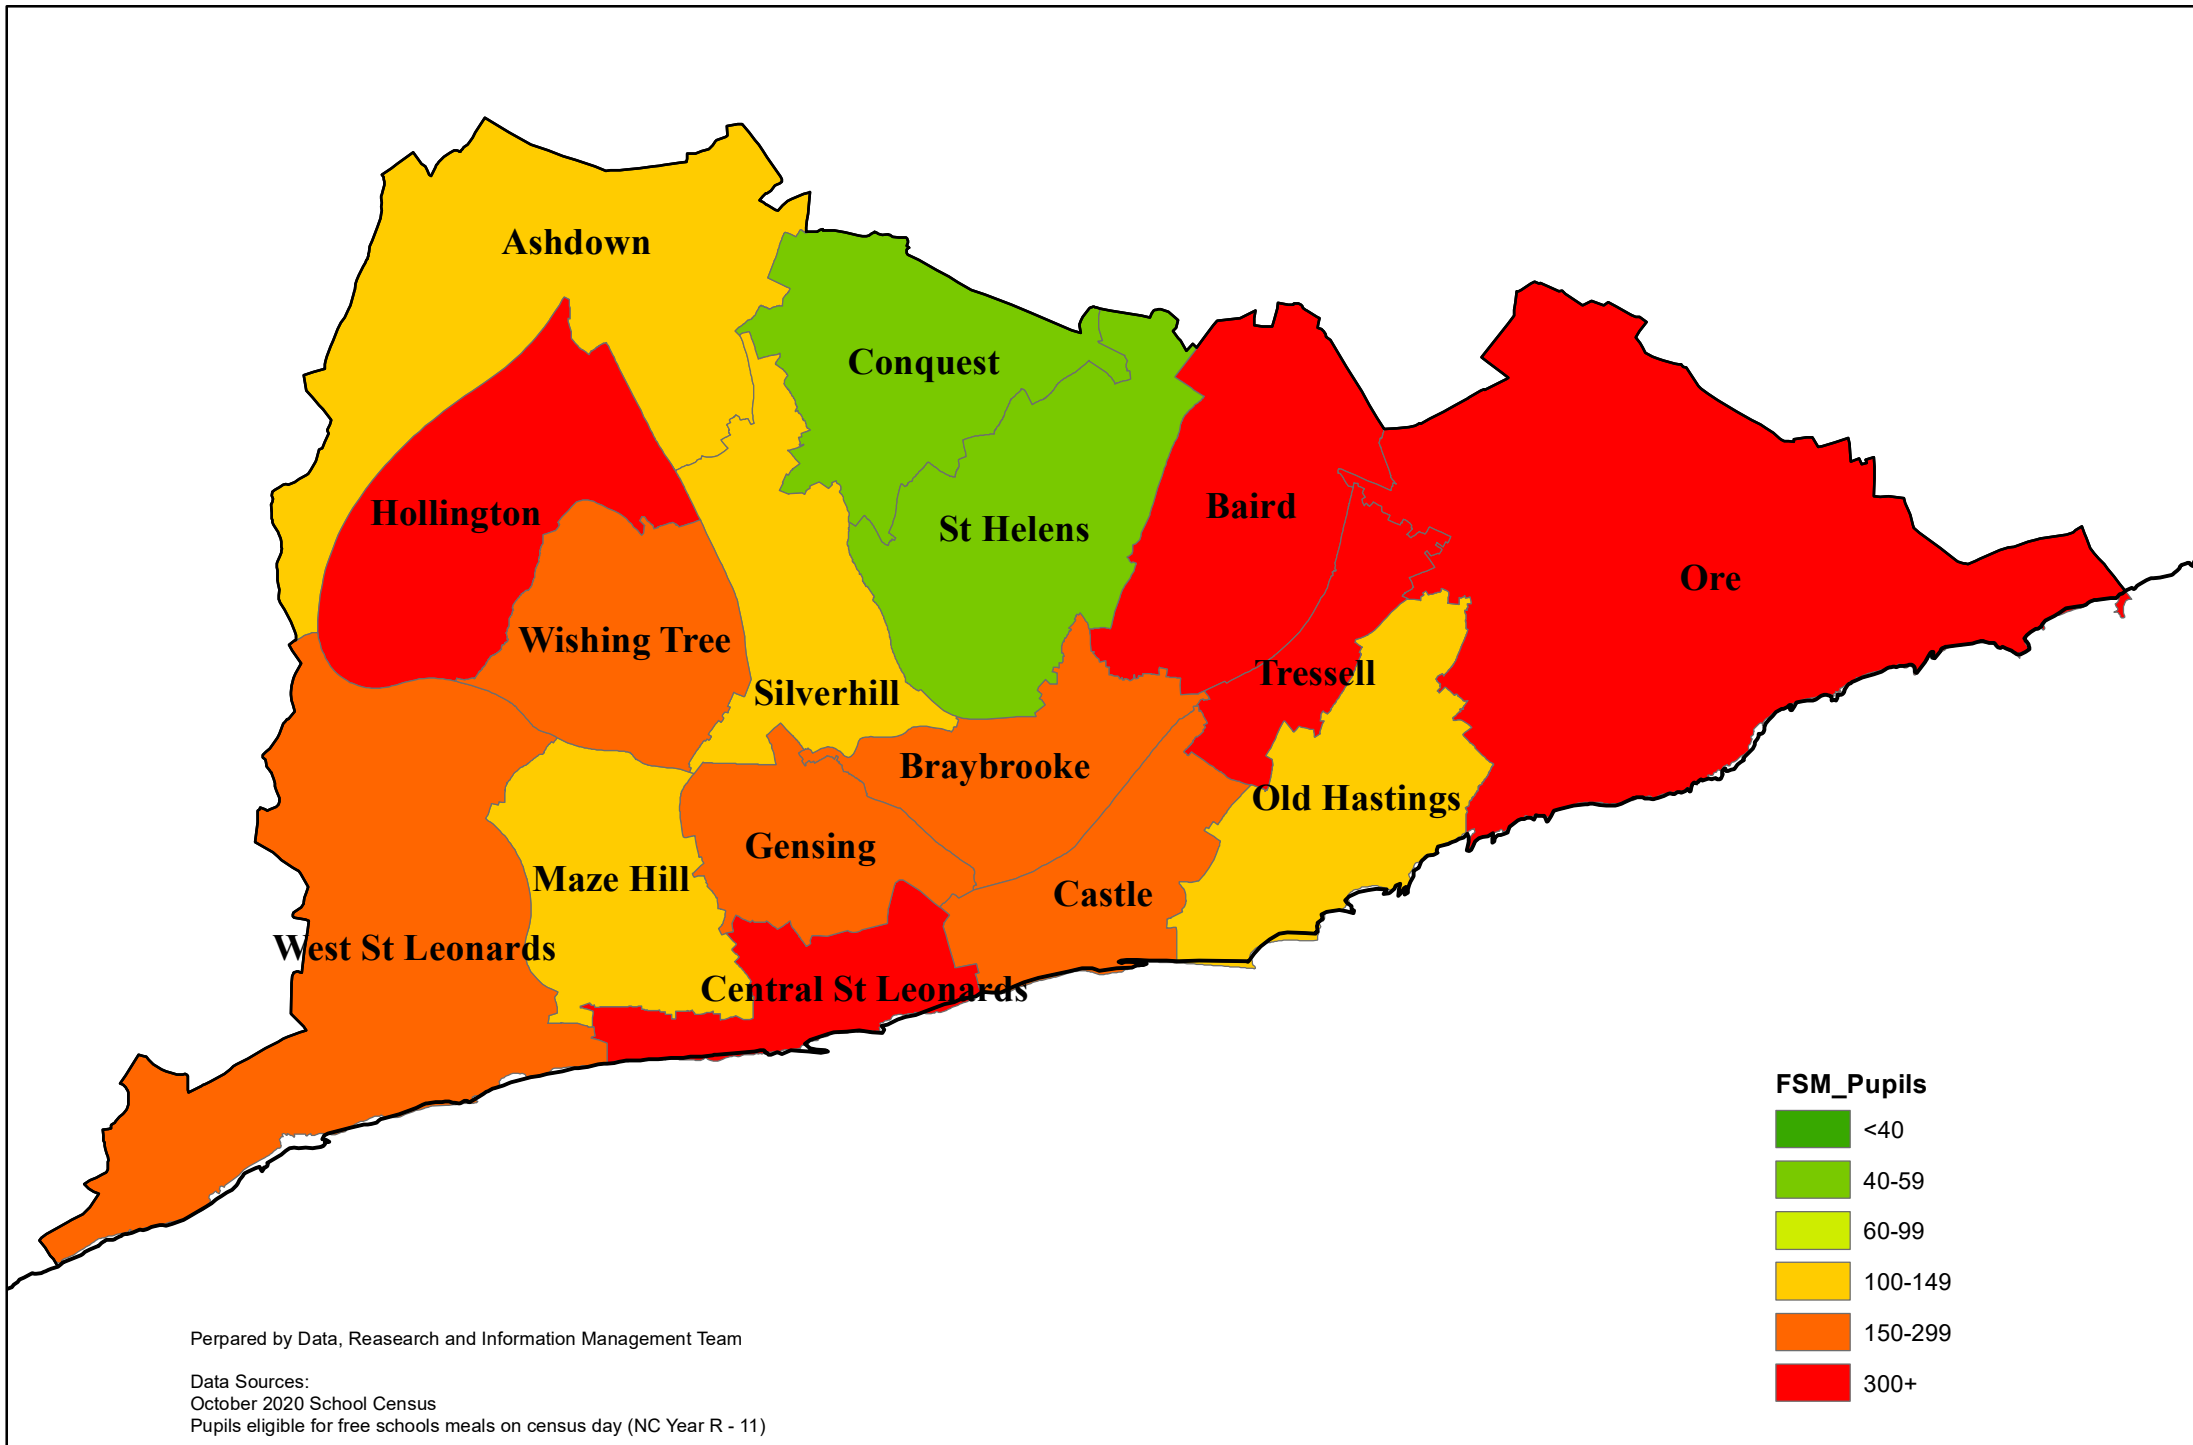 Ashdown
Conquest
Hollington
Baird
St Helens
Ore
Wishing Tree
Tressell
Silverhill
Braybrooke
Old Hastings
Gensing
Maze Hill
Castle
West St Leonards
Central St Leonards
FSM_Pupils
<40
40-59
60-99
100-149
150-299
300+
Perpared by Data, Reasearch and Information Management Team
Data Sources:
October 2020 School Census
Pupils eligible for free schools meals on census day (NC Year R - 11)